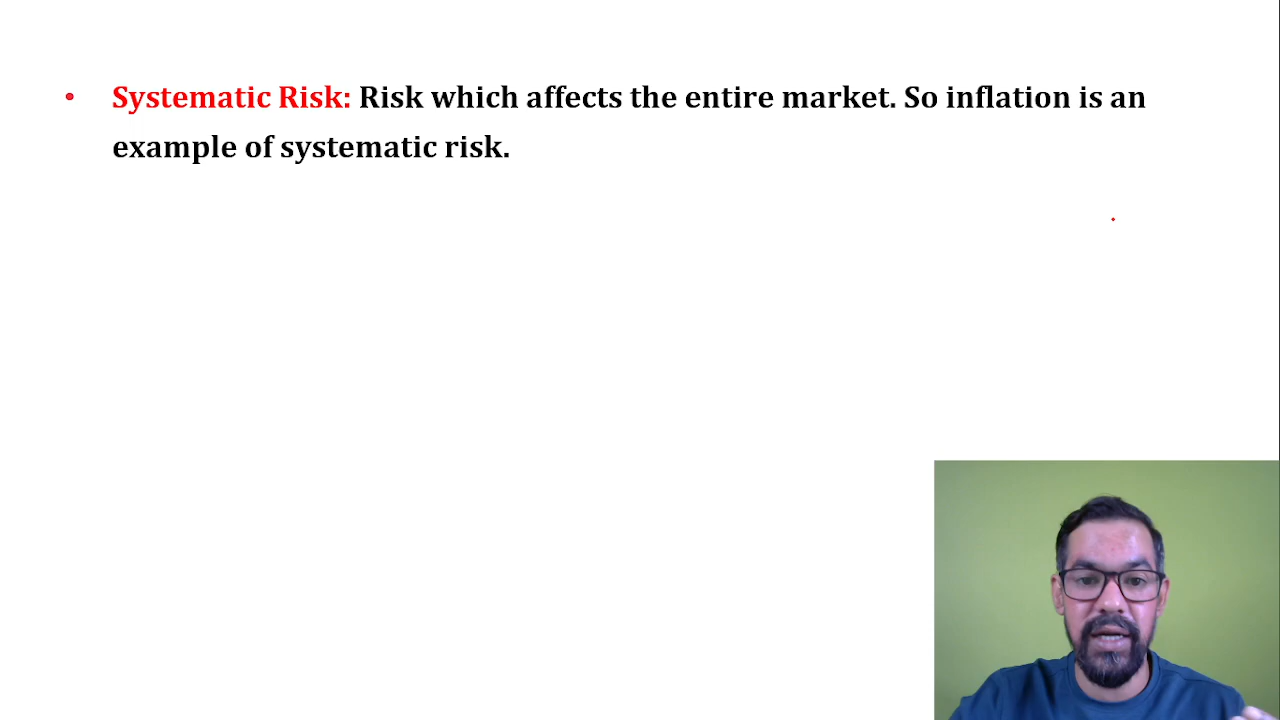 • Systematic Risk: Risk which affects the entire market. So inflation is an
example of systematic risk.